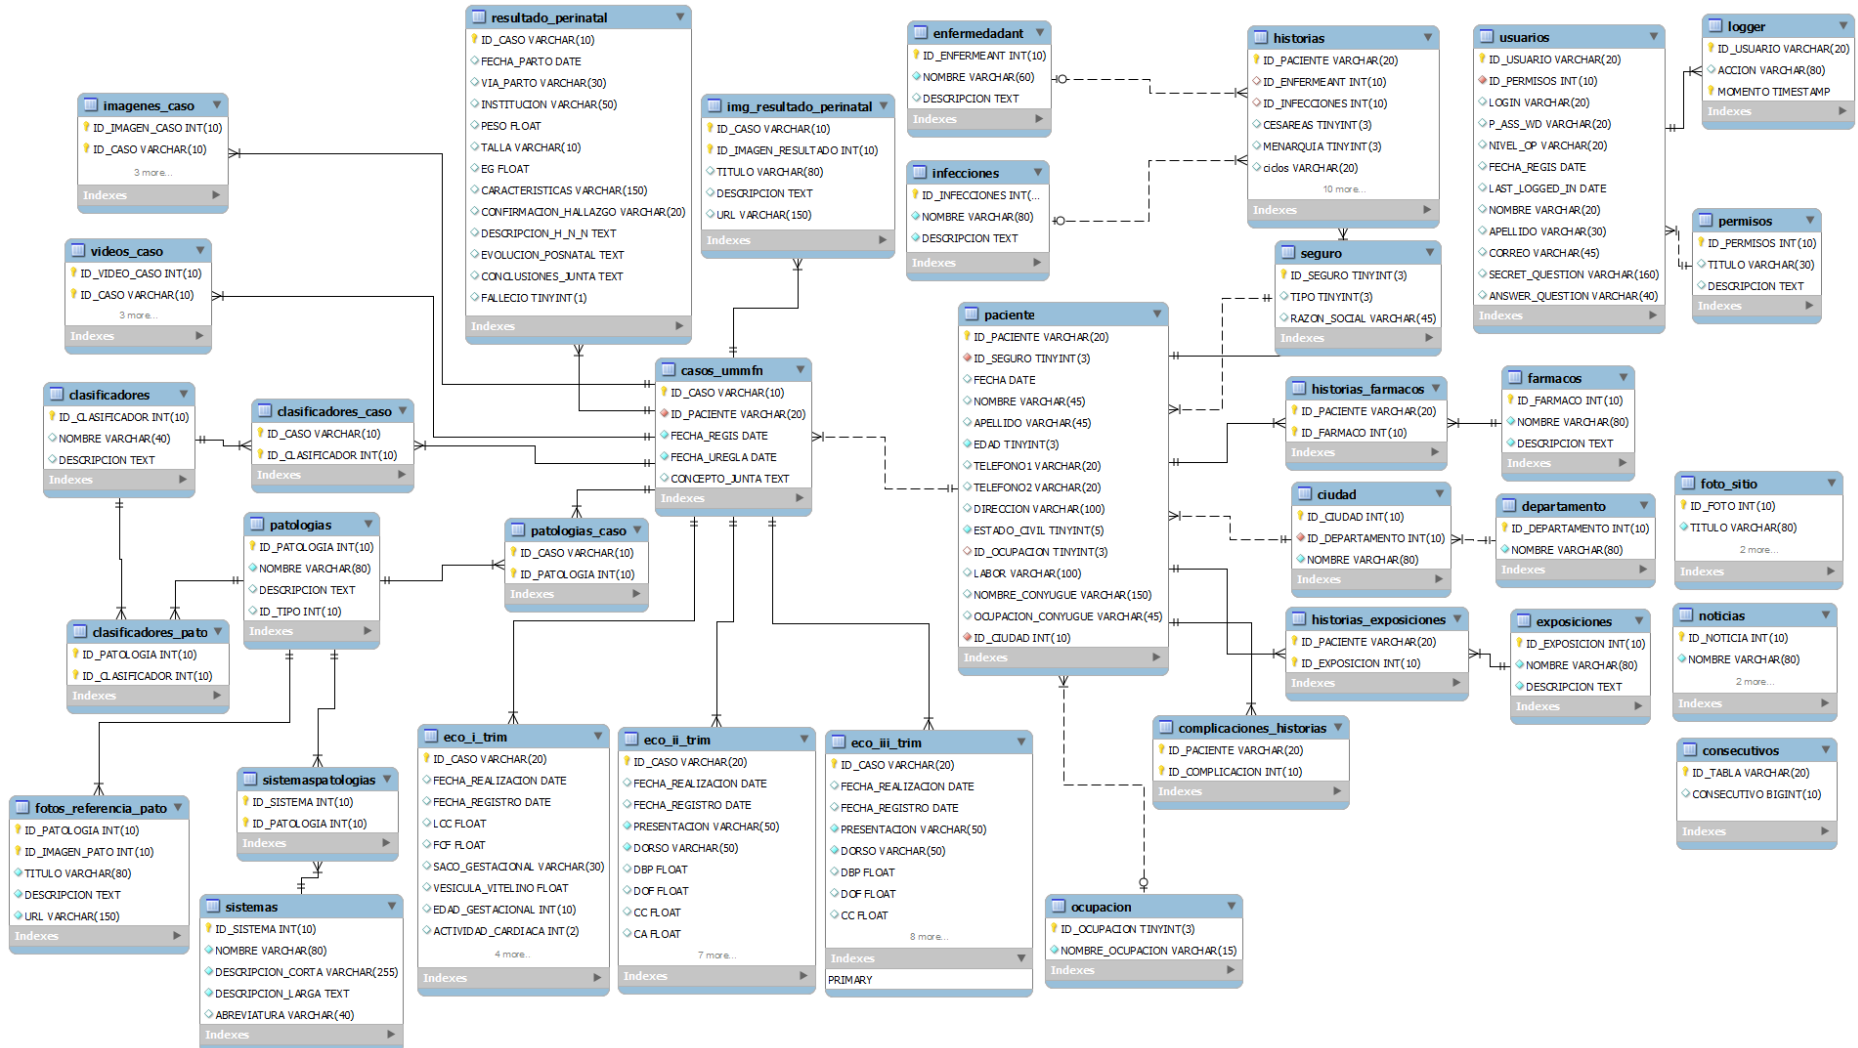 resultado_perinatal
ID_CASO VARCHAR(10)
FECHA_PARTO DATE
VIA_PARTO VARCHAR(30)
INSTITUCION VARCHAR(50)
PESO FLOAT
TALLA VARCHAR(10)
EG FLOAT
CARACTERISTICAS VARCHAR(150)
CONFIRMACION_HALLAZGO VARCHAR(20)
DESCRIPCION_H_N_N TEXT
EVOLUCION_POSNATAL TEXT
CONCLUSIONES_JUNTA TEXT
FALLECIO TINYINT(1)
Indexes
enfermedadant
ID_ENFERMEANT INT(10)
NOMBRE VARCHAR(60)
DESCRIPCION TEXT
Indexes
historias
ID_PACIENTE VARCHAR(20)
ID_ENFERMEANT INT(10)
ID_INFECCIONES INT(10)
CESAREAS TINYINT(3)
MENARQUIA TINYINT(3)
ciclos VARCHAR(20)
10 more...
Indexes
usuarios
ID_USUARIO VARCHAR(20)
ID_PERMISOS INT(10)
LOGIN VARCHAR(20)
P_ASS_WD VARCHAR(20)
NIVEL_OP VARCHAR(20)
FECHA_REGIS DATE
LAST_LOGGED_IN DATE
NOMBRE VARCHAR(20)
APELLIDO VARCHAR(30)
CORREO VARCHAR(45)
SECRET_QUESTION VARCHAR(160)
ANSWER_QUESTION VARCHAR(40)
Indexes
logger
ID_USUARIO VARCHAR(20)
ACCION VARCHAR(80)
MOMENTO TIMESTAMP
Indexes
imagenes_caso
ID_IMAGEN_CASO INT(10)
ID_CASO VARCHAR(10)
3 more...
Indexes
img_resultado_perinatal
ID_CASO VARCHAR(10)
ID_IMAGEN_RESULTADO INT(10)
TITULO VARCHAR(80)
DESCRIPCION TEXT
URL VARCHAR(150)
Indexes
infecciones
ID_INFECCIONES INT(...
NOMBRE VARCHAR(80)
DESCRIPCION TEXT
Indexes
permisos
ID_PERMISOS INT(10)
TITULO VARCHAR(30)
DESCRIPCION TEXT
Indexes
videos_caso
ID_VIDEO_CASO INT(10)
ID_CASO VARCHAR(10)
3 more...
Indexes
seguro
ID_SEGURO TINYINT(3)
TIPO TINYINT(3)
RAZON_SOCIAL VARCHAR(45)
Indexes
paciente
ID_PACIENTE VARCHAR(20)
ID_SEGURO TINYINT(3)
FECHA DATE
NOMBRE VARCHAR(45)
APELLIDO VARCHAR(45)
EDAD TINYINT(3)
TELEFONO1 VARCHAR(20)
TELEFONO2 VARCHAR(20)
DIRECCION VARCHAR(100)
ESTADO_CIVIL TINYINT(5)
ID_OCUPACION TINYINT(3)
LABOR VARCHAR(100)
NOMBRE_CONYUGUE VARCHAR(150)
OCUPACION_CONYUGUE VARCHAR(45)
ID_CIUDAD INT(10)
Indexes
casos_ummfn
ID_CASO VARCHAR(10)
ID_PACIENTE VARCHAR(20)
FECHA_REGIS DATE
FECHA_UREGLA DATE
CONCEPTO_JUNTA TEXT
Indexes
clasificadores
ID_CLASIFICADOR INT(10)
NOMBRE VARCHAR(40)
DESCRIPCION TEXT
Indexes
clasificadores_caso
ID_CASO VARCHAR(10)
ID_CLASIFICADOR INT(10)
Indexes
historias_farmacos
ID_PACIENTE VARCHAR(20)
ID_FARMACO INT(10)
Indexes
farmacos
ID_FARMACO INT(10)
NOMBRE VARCHAR(80)
DESCRIPCION TEXT
Indexes
ciudad
ID_CIUDAD INT(10)
ID_DEPARTAMENTO INT(10)
NOMBRE VARCHAR(80)
Indexes
departamento
ID_DEPARTAMENTO INT(10)
NOMBRE VARCHAR(80)
Indexes
foto_sitio
ID_FOTO INT(10)
TITULO VARCHAR(80)
2 more...
Indexes
patologias
ID_PATOLOGIA INT(10)
NOMBRE VARCHAR(80)
DESCRIPCION TEXT
ID_TIPO INT(10)
Indexes
patologias_caso
ID_CASO VARCHAR(10)
ID_PATOLOGIA INT(10)
Indexes
clasificadores_pato
ID_PATOLOGIA INT(10)
ID_CLASIFICADOR INT(10)
Indexes
historias_exposiciones
ID_PACIENTE VARCHAR(20)
ID_EXPOSICION INT(10)
Indexes
exposiciones
ID_EXPOSICION INT(10)
NOMBRE VARCHAR(80)
DESCRIPCION TEXT
Indexes
noticias
ID_NOTICIA INT(10)
NOMBRE VARCHAR(80)
2 more...
Indexes
complicaciones_historias
ID_PACIENTE VARCHAR(20)
ID_COMPLICACION INT(10)
Indexes
consecutivos
ID_TABLA VARCHAR(20)
CONSECUTIVO BIGINT(10)
Indexes
eco_i_trim
ID_CASO VARCHAR(20)
FECHA_REALIZACION DATE
FECHA_REGISTRO DATE
LCC FLOAT
FCF FLOAT
SACO_GESTACIONAL VARCHAR(30)
VESICULA_VITELINO FLOAT
EDAD_GESTACIONAL INT(10)
ACTIVIDAD_CARDIACA INT(2)
4 more...
Indexes
eco_ii_trim
ID_CASO VARCHAR(20)
FECHA_REALIZACION DATE
FECHA_REGISTRO DATE
PRESENTACION VARCHAR(50)
DORSO VARCHAR(50)
DBP FLOAT
DOF FLOAT
CC FLOAT
CA FLOAT
7 more...
Indexes
eco_iii_trim
ID_CASO VARCHAR(20)
FECHA_REALIZACION DATE
FECHA_REGISTRO DATE
PRESENTACION VARCHAR(50)
DORSO VARCHAR(50)
DBP FLOAT
DOF FLOAT
CC FLOAT
8 more...
Indexes
PRIMARY
fotos_referencia_pato
ID_PATOLOGIA INT(10)
ID_IMAGEN_PATO INT(10)
TITULO VARCHAR(80)
DESCRIPCION TEXT
URL VARCHAR(150)
Indexes
sistemaspatologias
ID_SISTEMA INT(10)
ID_PATOLOGIA INT(10)
Indexes
sistemas
ID_SISTEMA INT(10)
NOMBRE VARCHAR(80)
DESCRIPCION_CORTA VARCHAR(255)
DESCRIPCION_LARGA TEXT
ABREVIATURA VARCHAR(40)
Indexes
ocupacion
ID_OCUPACION TINYINT(3)
NOMBRE_OCUPACION VARCHAR(15)
Indexes